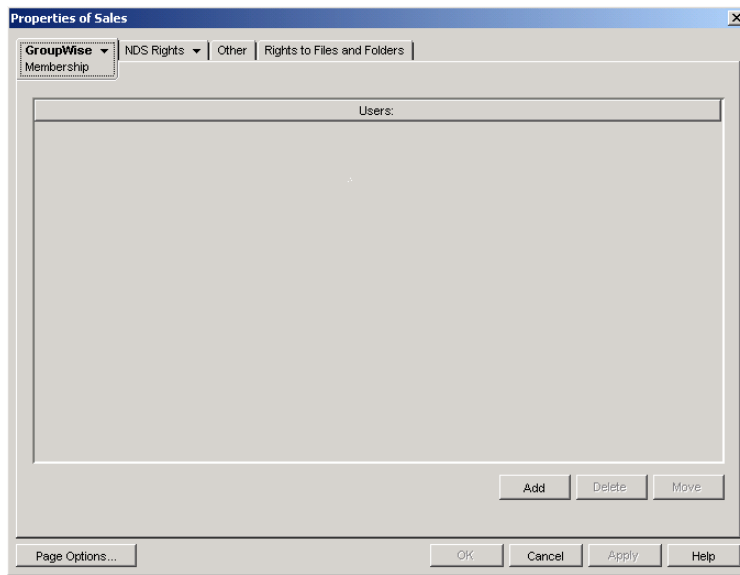 Properties of Sales
GroupWise NDS Rights Other Rights to Files and Folders
Membership
Users:
Add Delete Move
Page Options... OK Cancel Apply Help